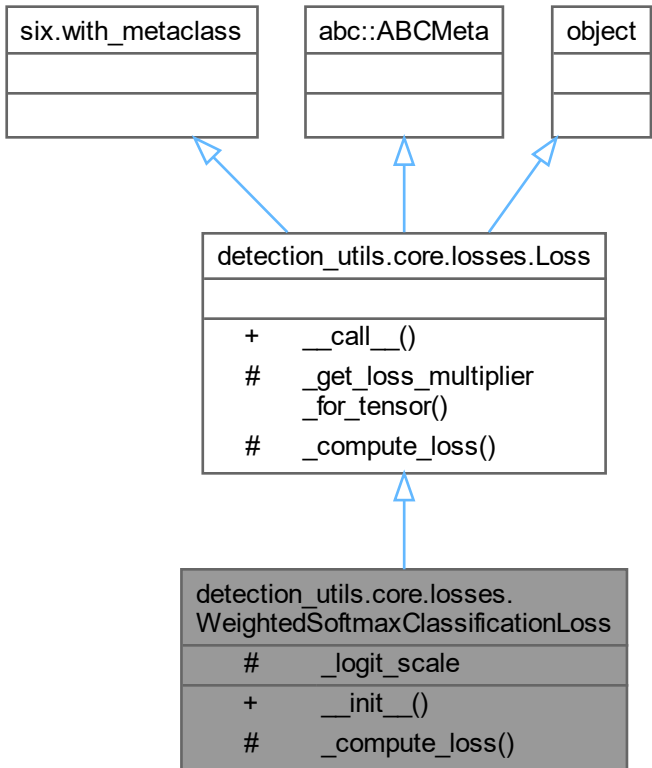 six.with_metaclass
abc::ABCMeta
object
detection_utils.core.losses.Loss
+ __call__()
# _get_loss_multiplier
_for_tensor()
# _compute_loss()
detection_utils.core.losses.
WeightedSoftmaxClassificationLoss
# _logit_scale
+ __init__()
# _compute_loss()